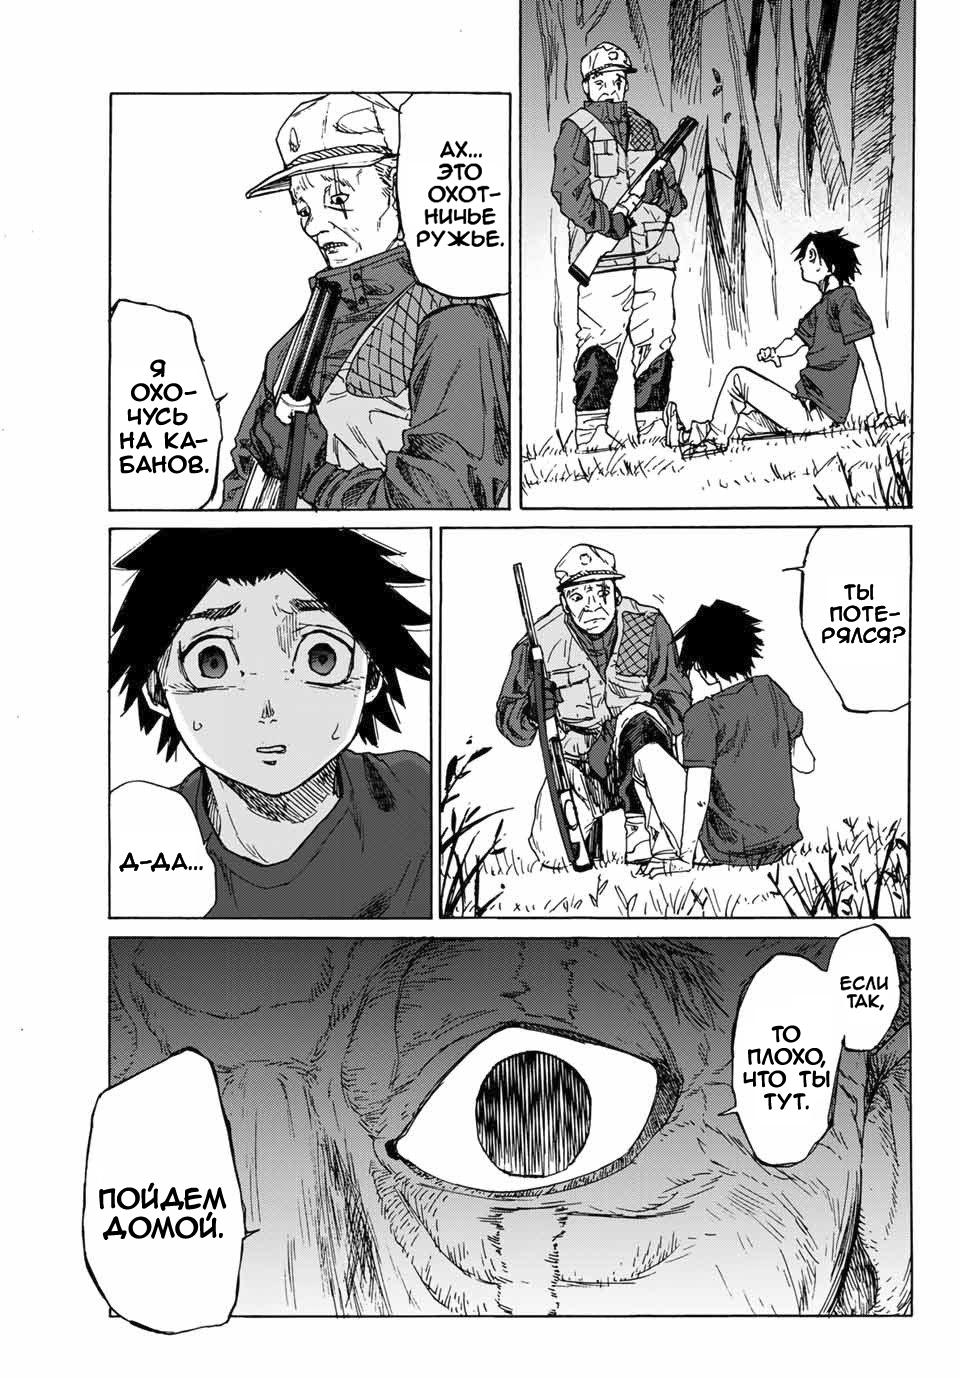 АХ...
ЭТО
ОХОТ-
НИЧЬЕ
РУЖЬЕ.
Я
ОХО-
ЧУСЬ
НА КА-
БАНОВ.
ТЫ
ПОТЕ-
РЯЛСЯ?
Д-ДА...
ЕСЛИ
ТАК,
ТО
ПЛОХО,
ЧТО ТЫ
ТУТ.
ПОЙДЕМ
ДОМОЙ.